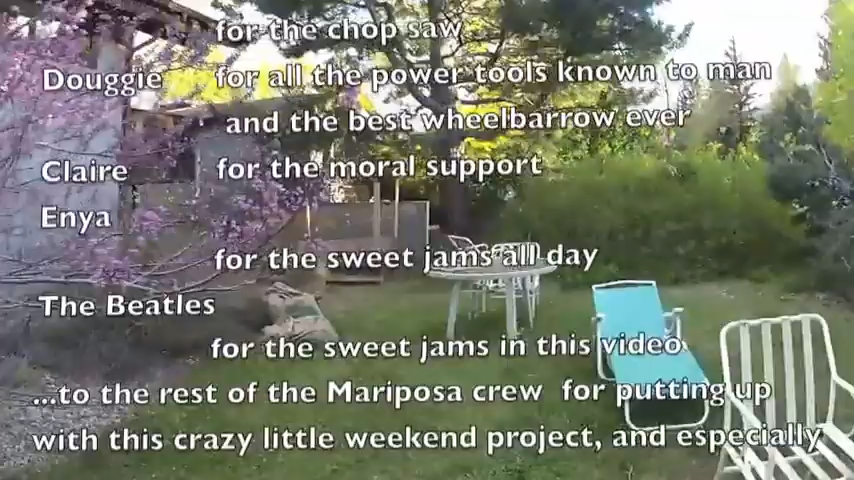 for the chop saw
Douggie for all the power tools known to man
and the best wheelbarrow ever
Claire for the moral support
Enya
for the sweet jams all day
The Beatles
for the sweet jams in this video
...to the rest of the Mariposa crew for putting up
with this crazy little weekend project, and especially